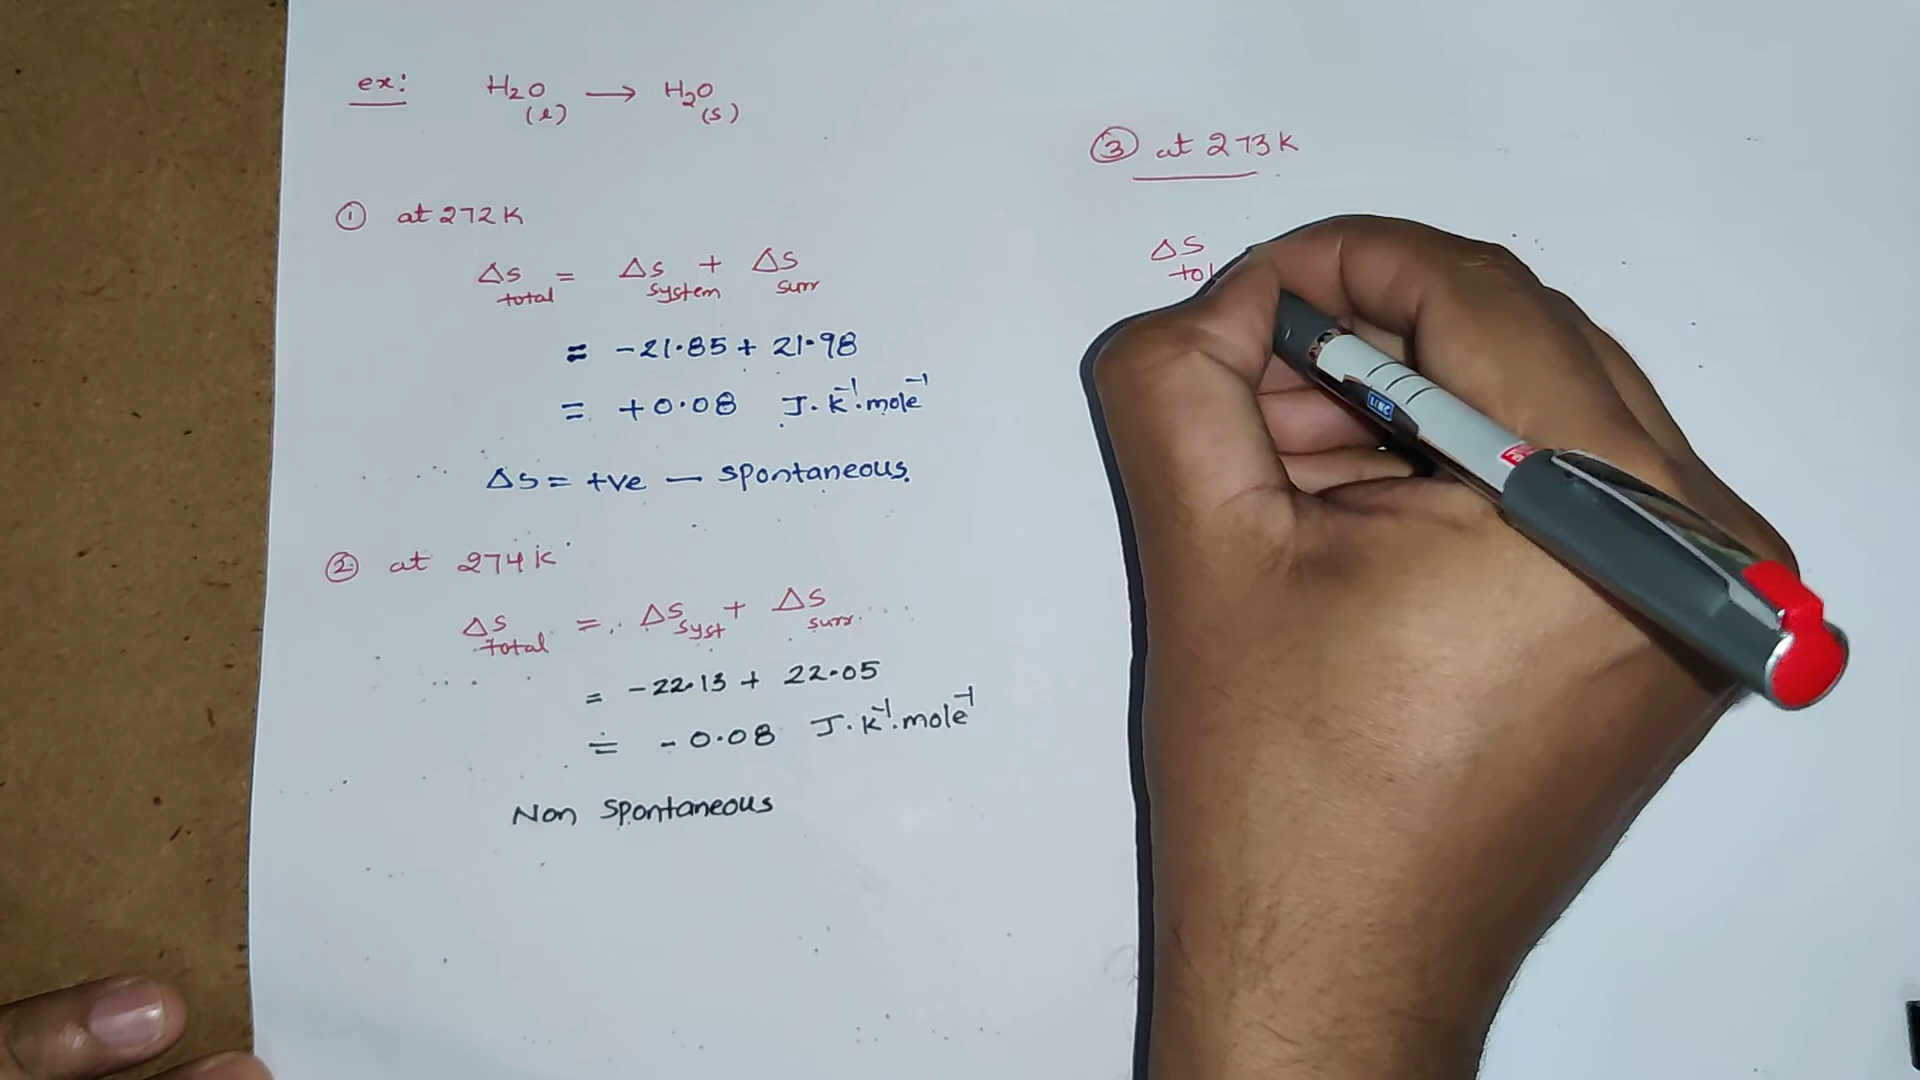 ex: H₂O(l) → H₂O(s)
① at 272 K
ΔS total = ΔS system + ΔS surr
= -21.85 + 21.98
= +0.08 J.K⁻¹.mole⁻¹
ΔS = +ve — spontaneous.
② at 274 K
ΔS total = ΔS syst + ΔS surr
= -22.13 + 22.05
= -0.08 J.K⁻¹.mole⁻¹
Non Spontaneous
③ at 273 K
ΔS
LINC